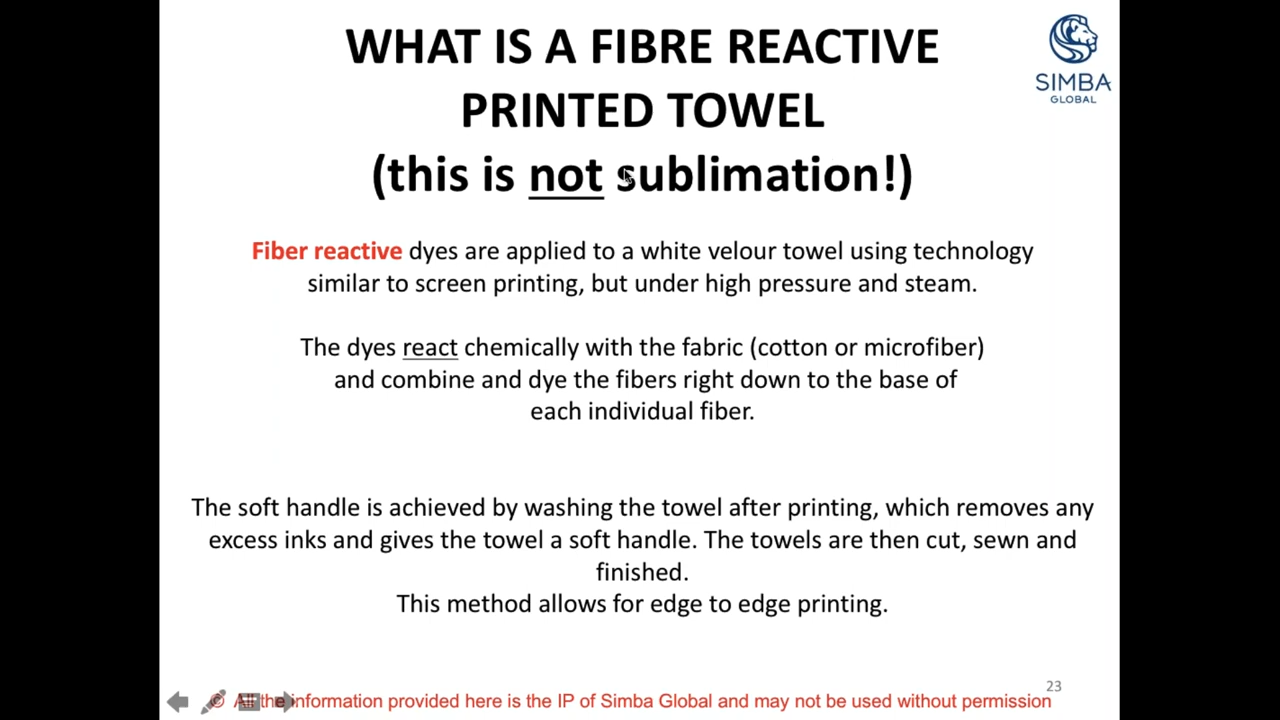 WHAT IS A FIBRE REACTIVE
PRINTED TOWEL
(this is not sublimation!)
SIMBA
GLOBAL
Fiber reactive dyes are applied to a white velour towel using technology
similar to screen printing, but under high pressure and steam.
The dyes react chemically with the fabric (cotton or microfiber)
and combine and dye the fibers right down to the base of
each individual fiber.
The soft handle is achieved by washing the towel after printing, which removes any
excess inks and gives the towel a soft handle. The towels are then cut, sewn and
finished.
This method allows for edge to edge printing.
23
© All the information provided here is the IP of Simba Global and may not be used without permission